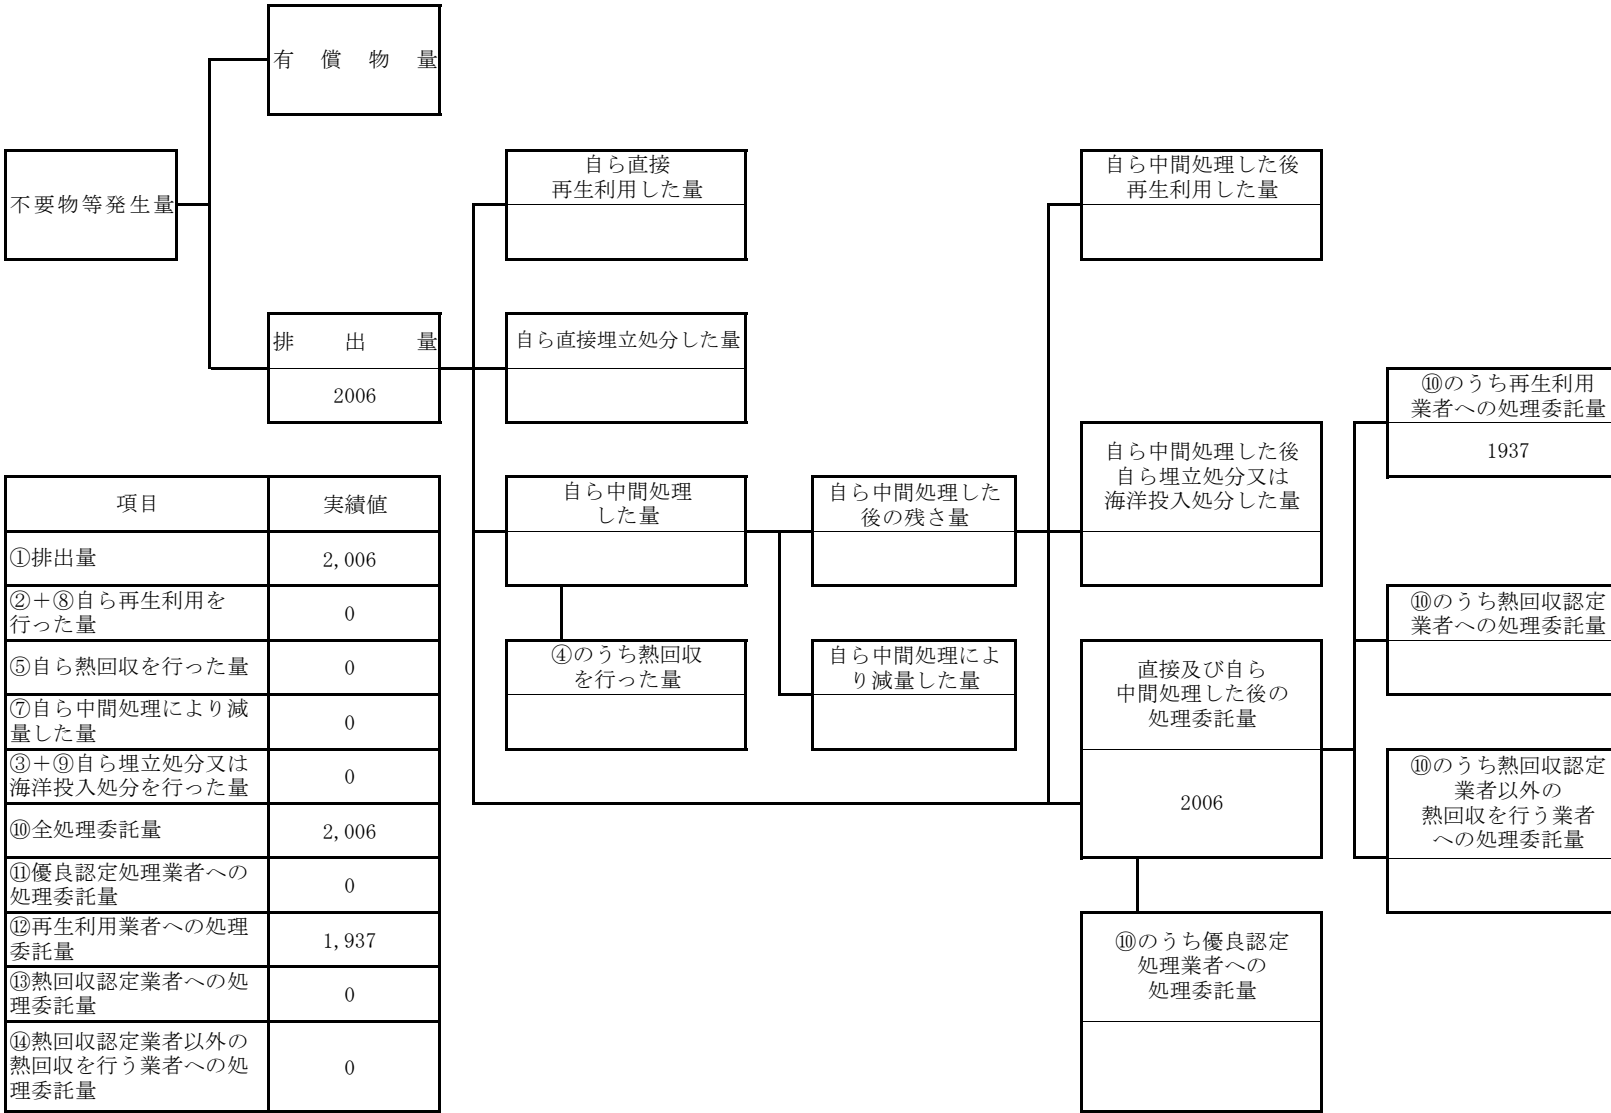 有償物量
不要物等発生量
排出量
2006
自ら直接
再生利用した量
自ら直接埋立処分した量
自ら中間処理
した量
④のうち熱回収
を行った量
自ら中間処理した
後の残さ量
自ら中間処理によ
り減量した量
自ら中間処理した後
再生利用した量
自ら中間処理した後
自ら埋立処分又は
海洋投入処分した量
直接及び自ら
中間処理した後の
処理委託量
2006
⑩のうち優良認定
処理業者への
処理委託量
⑩のうち再生利用
業者への処理委託量
1937
⑩のうち熱回収認定
業者への処理委託量
⑩のうち熱回収認定
業者以外の
熱回収を行う業者
への処理委託量
項目 実績値
①排出量 2,006
②+⑧自ら再生利用を
行った量 0
⑤自ら熱回収を行った量 0
⑦自ら中間処理により減
量した量 0
③+⑨自ら埋立処分又は
海洋投入処分を行った量 0
⑩全処理委託量 2,006
⑪優良認定処理業者への
処理委託量 0
⑫再生利用業者への処理
委託量 1,937
⑬熱回収認定業者への処
理委託量 0
⑭熱回収認定業者以外の
熱回収を行う業者への処 0
理委託量